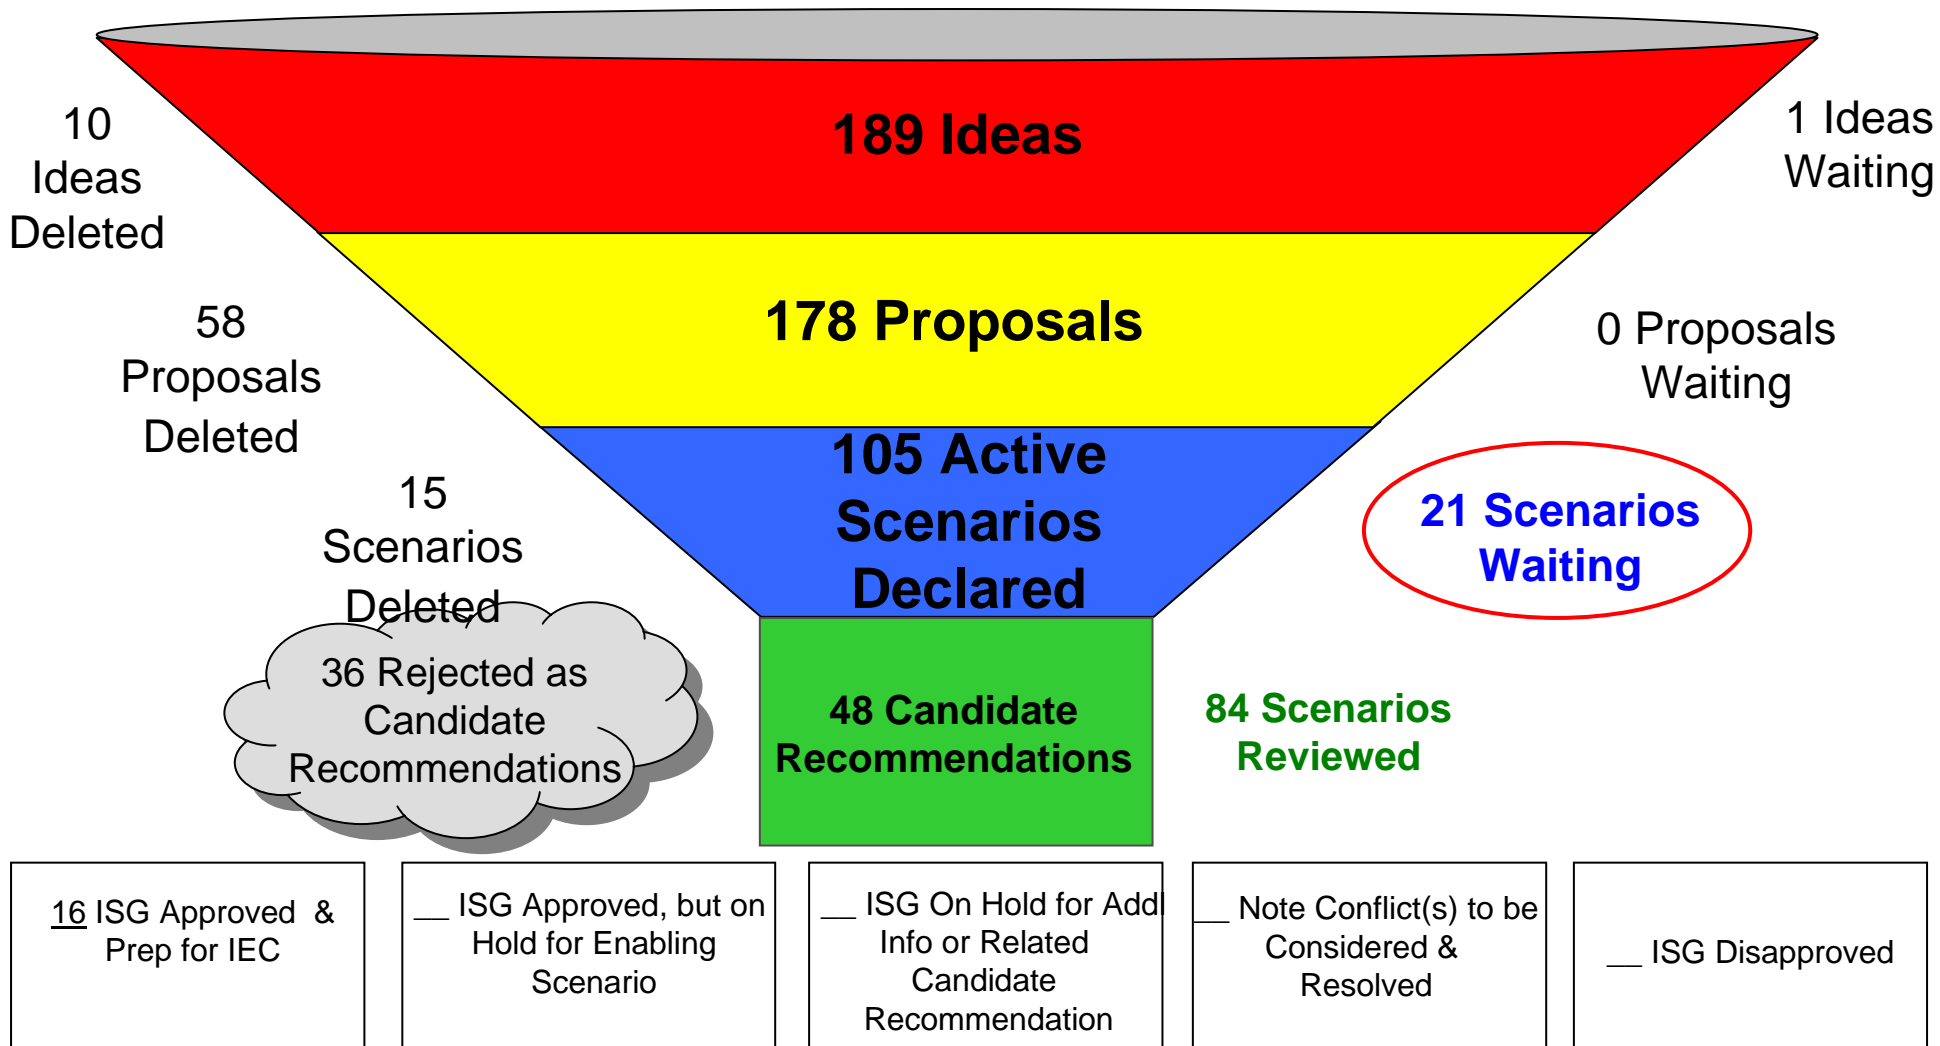 189 Ideas
10
Ideas
Deleted
1 Ideas
Waiting
178 Proposals
58
Proposals
Deleted
0 Proposals
Waiting
105 Active
Scenarios
Declared
15
Scenarios
Deleted
21 Scenarios
Waiting
36 Rejected as
Candidate
Recommendations
48 Candidate
Recommendations
84 Scenarios
Reviewed
16 ISG Approved &
Prep for IEC
__ ISG Approved, but on
Hold for Enabling
Scenario
__ ISG On Hold for Addl
Info or Related
Candidate
Recommendation
__ Note Conflict(s) to be
Considered &
Resolved
__ ISG Disapproved